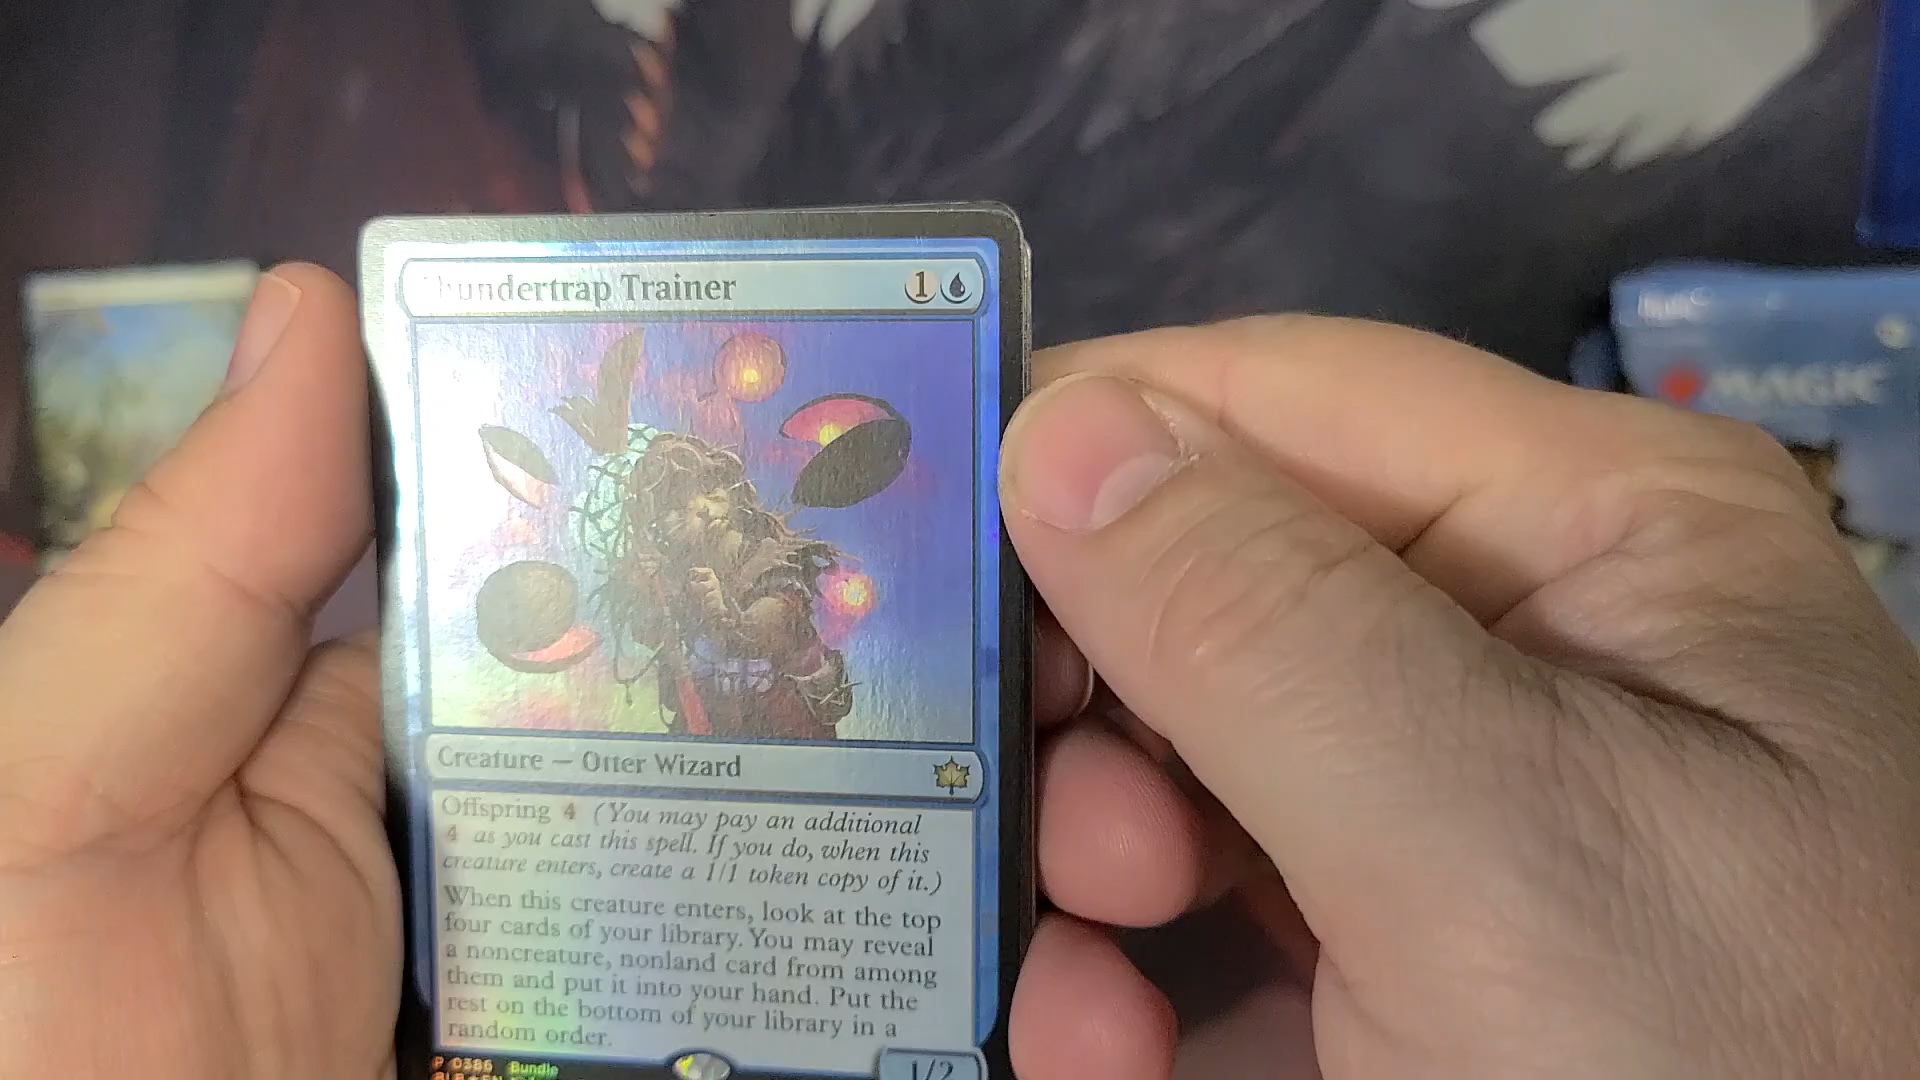 Thundertrap Trainer 1
Creature — Otter Wizard
Offspring 4 (You may pay an additional
4 as you cast this spell. If you do, when this
creature enters, create a 1/1 token copy of it.)
When this creature enters, look at the top
four cards of your library. You may reveal
a noncreature, nonland card from among
them and put it into your hand. Put the
rest on the bottom of your library in a
random order.
P 0386 Bundle
1/2
MAGIC